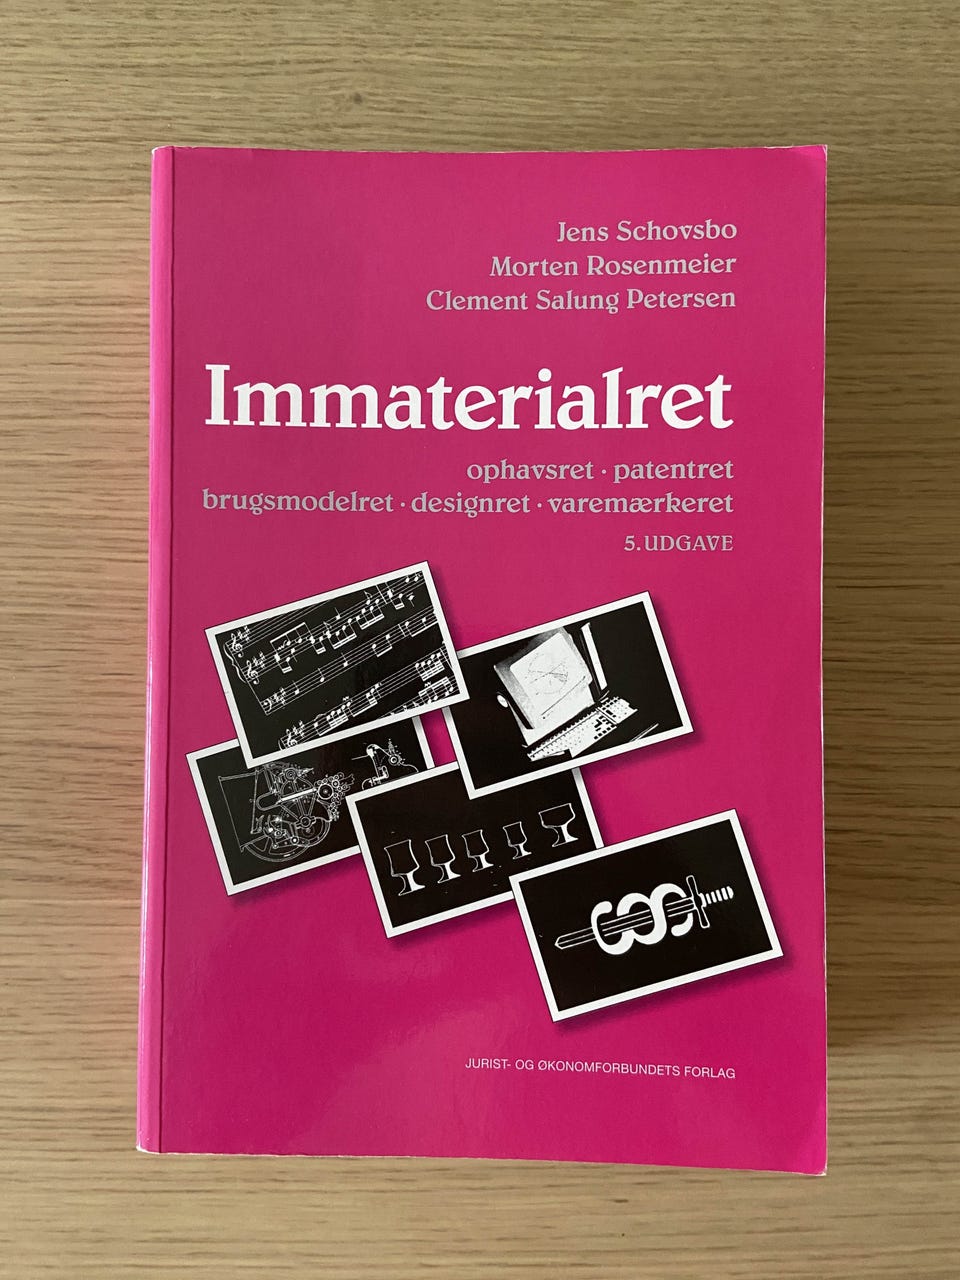 Jens Schovsbo
Morten Rosenmeier
Clement Salung Petersen
Immaterialret
ophavsret · patentret
brugsmodelret · designret · varemærkeret
5. UDGAVE
JURIST- OG ØKONOMFORBUNDETS FORLAG